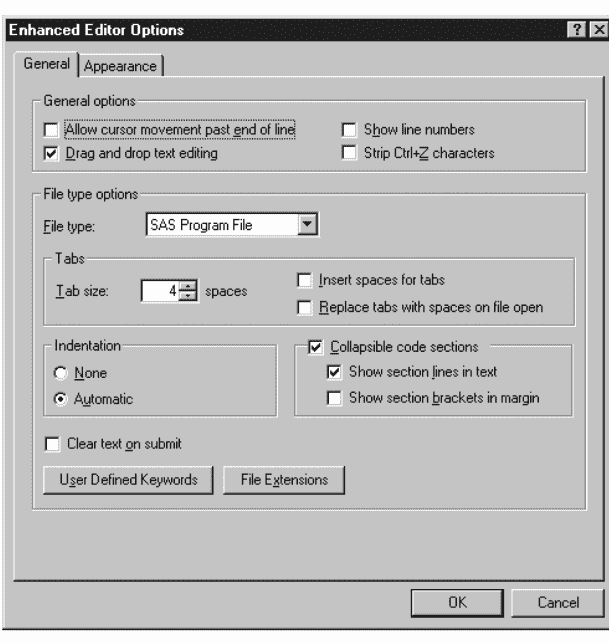 Enhanced Editor Options
General Appearance
General options
Allow cursor movement past end of line
Show line numbers
Drag and drop text editing
Strip Ctrl+Z characters
File type options
File type: SAS Program File
Tabs
Tab size: 4 spaces
Insert spaces for tabs
Replace tabs with spaces on file open
Indentation
None
Automatic
Collapsible code sections
Show section lines in text
Show section brackets in margin
Clear text on submit
User Defined Keywords File Extensions
OK Cancel